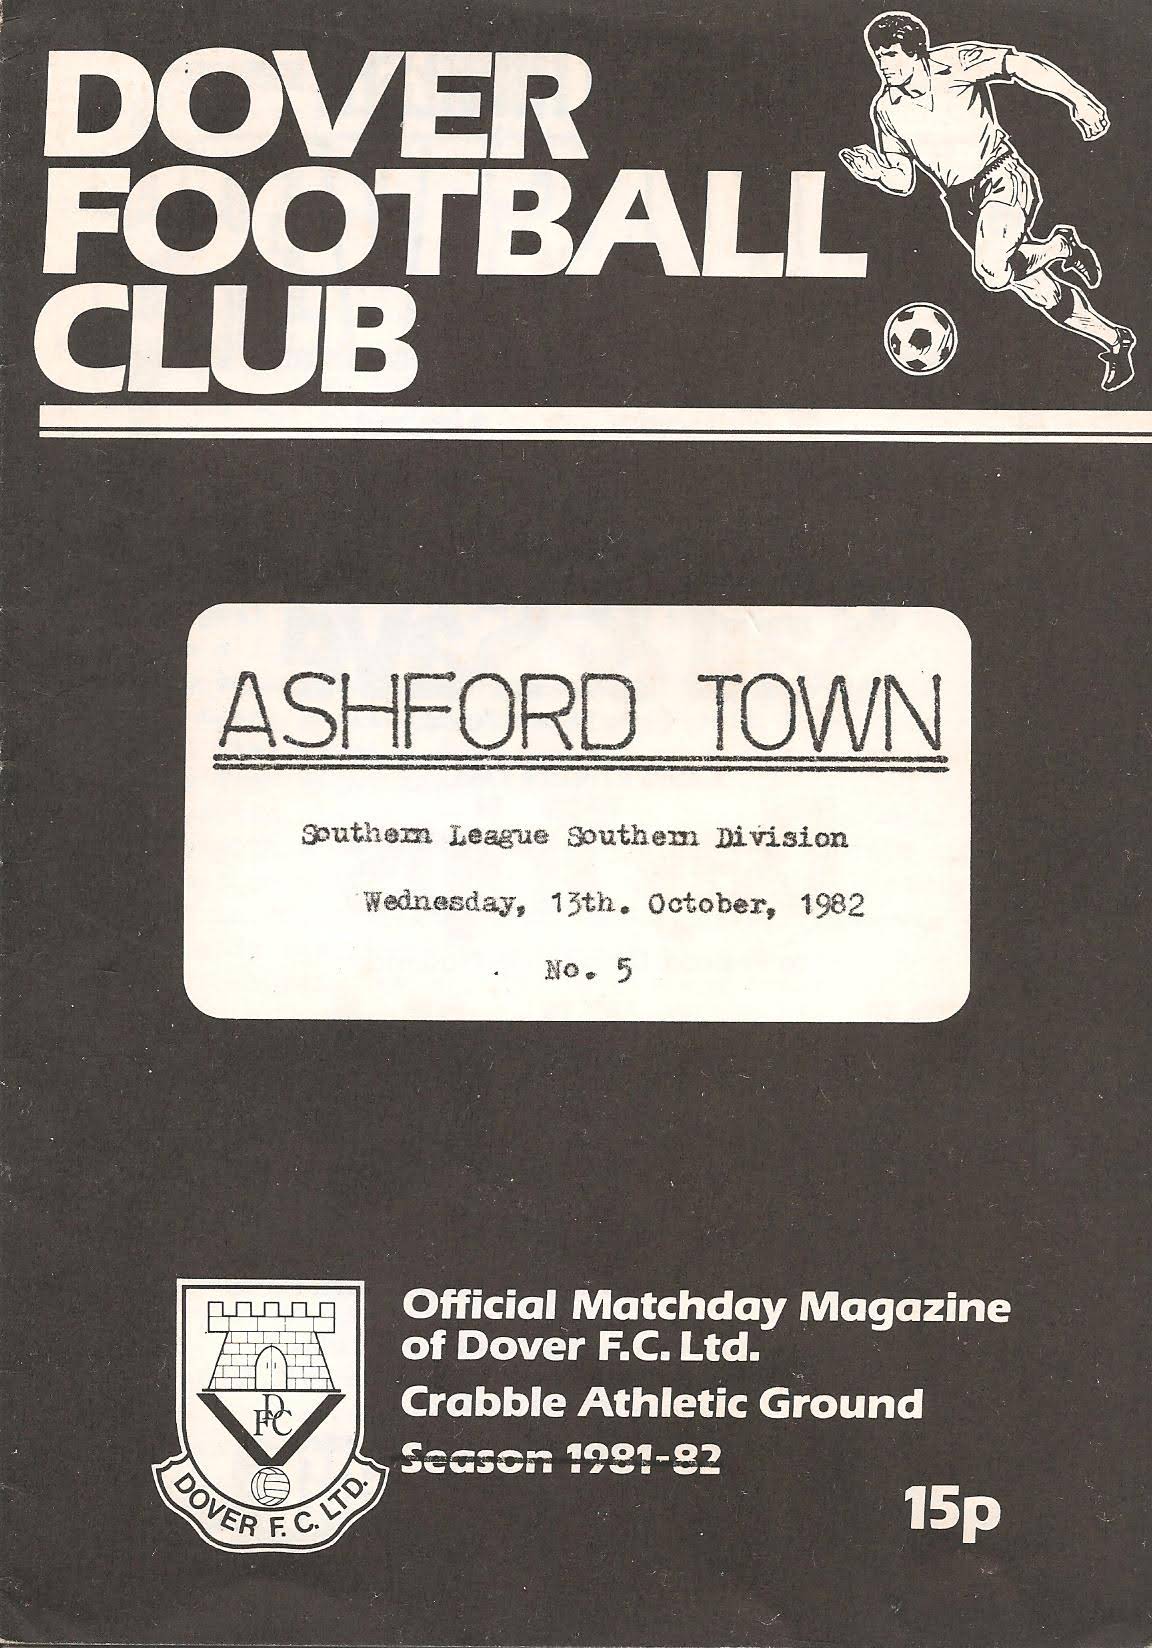 DOVER
FOOTBALL
CLUB
ASHFORD TOWN
Southern League Southern Division
Wednesday, 13th. October, 1982
No. 5
Official Matchday Magazine
of Dover F.C. Ltd.
Crabble Athletic Ground
Season 1981-82
15p
DFC
DOVER F.C. LTD.